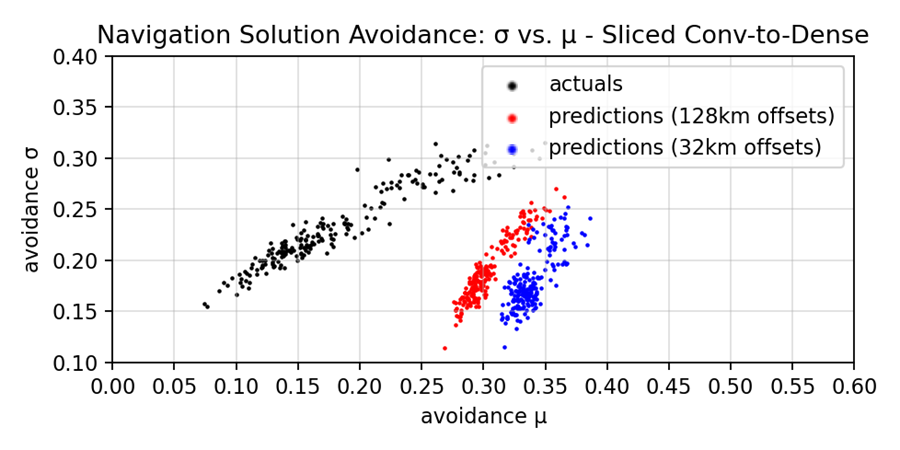 Navigation Solution Avoidance: σ vs. μ - Sliced Conv-to-Dense
0.40
0.35
0.30
0.25
0.20
0.15
0.10
avoidance σ
actuals
predictions (128km offsets)
predictions (32km offsets)
0.00 0.05 0.10 0.15 0.20 0.25 0.30 0.35 0.40 0.45 0.50 0.55 0.60
avoidance μ